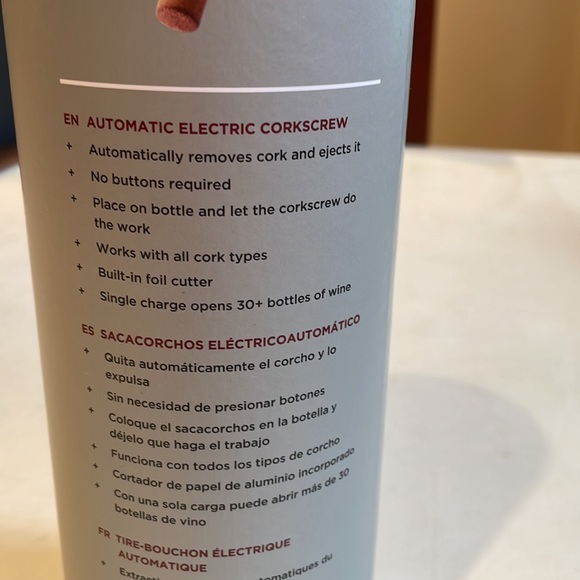 EN AUTOMATIC ELECTRIC CORKSCREW
+ Automatically removes cork and ejects it
+ No buttons required
+ Place on bottle and let the corkscrew do
the work
+ Works with all cork types
+ Built-in foil cutter
+ Single charge opens 30+ bottles of wine
ES SACACORCHOS ELÉCTRICOAUTOMÁTICO
+ Quita automáticamente el corcho y lo
expulsa
+ Sin necesidad de presionar botones
+ Coloque el sacacorchos en la botella y
déjelo que haga el trabajo
+ Funciona con todos los tipos de corcho
+ Cortador de papel de aluminio incorporado
+ Con una sola carga puede abrir más de 30
botellas de vino
FR TIRE-BOUCHON ÉLECTRIQUE
AUTOMATIQUE
+ du